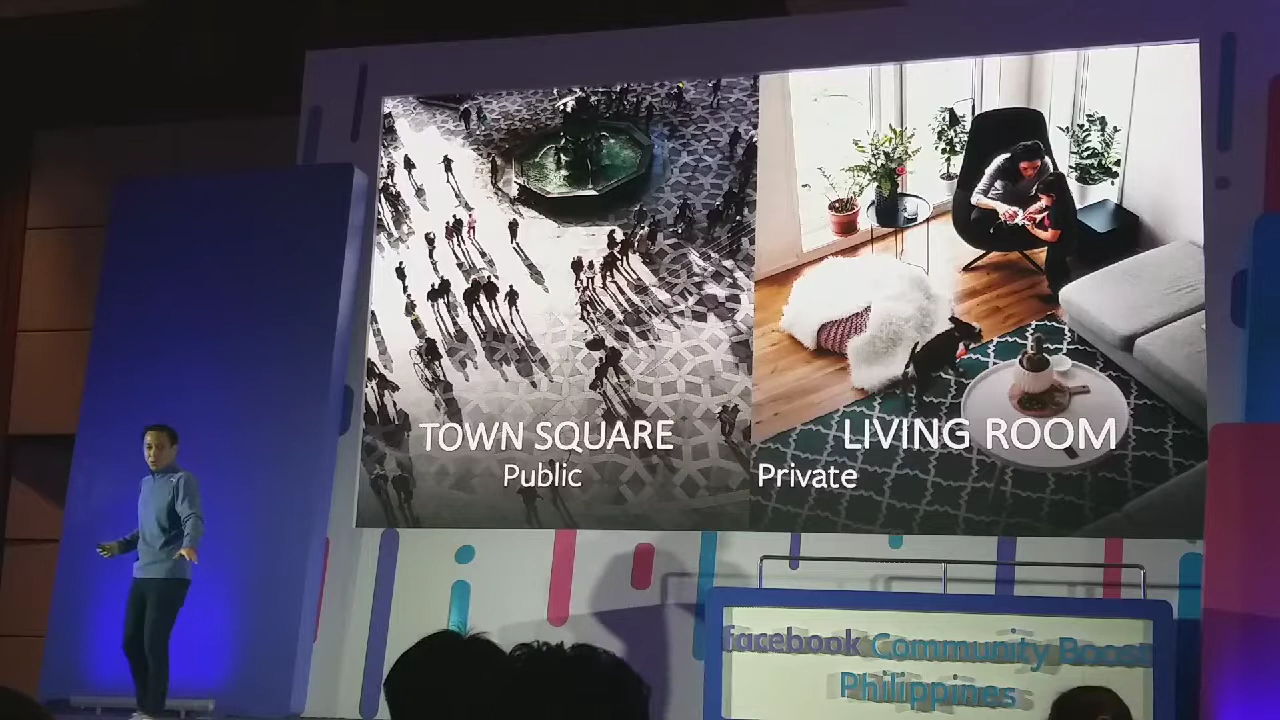 TOWN SQUARE
Public
LIVING ROOM
Private
facebook Community Boost
Philippines